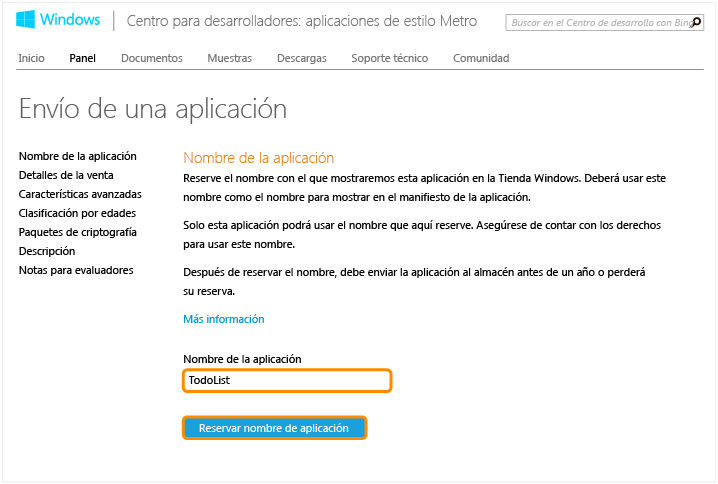 Windows
Centro para desarrolladores: aplicaciones de estilo Metro
Buscar en el Centro de desarrollo con Bing
Inicio Panel Documentos Muestras Descargas Soporte técnico Comunidad
Envío de una aplicación
Nombre de la aplicación
Detalles de la venta
Características avanzadas
Clasificación por edades
Paquetes de criptografía
Descripción
Notas para evaluadores
Nombre de la aplicación
Reserve el nombre con el que mostraremos esta aplicación en la Tienda Windows. Deberá usar este
nombre como el nombre para mostrar en el manifiesto de la aplicación.
Solo esta aplicación podrá usar el nombre que aquí reserve. Asegúrese de contar con los derechos
para usar este nombre.
Después de reservar el nombre, debe enviar la aplicación al almacén antes de un año o perderá
su reserva.
Más información
Nombre de la aplicación
TodoList
Reservar nombre de aplicación